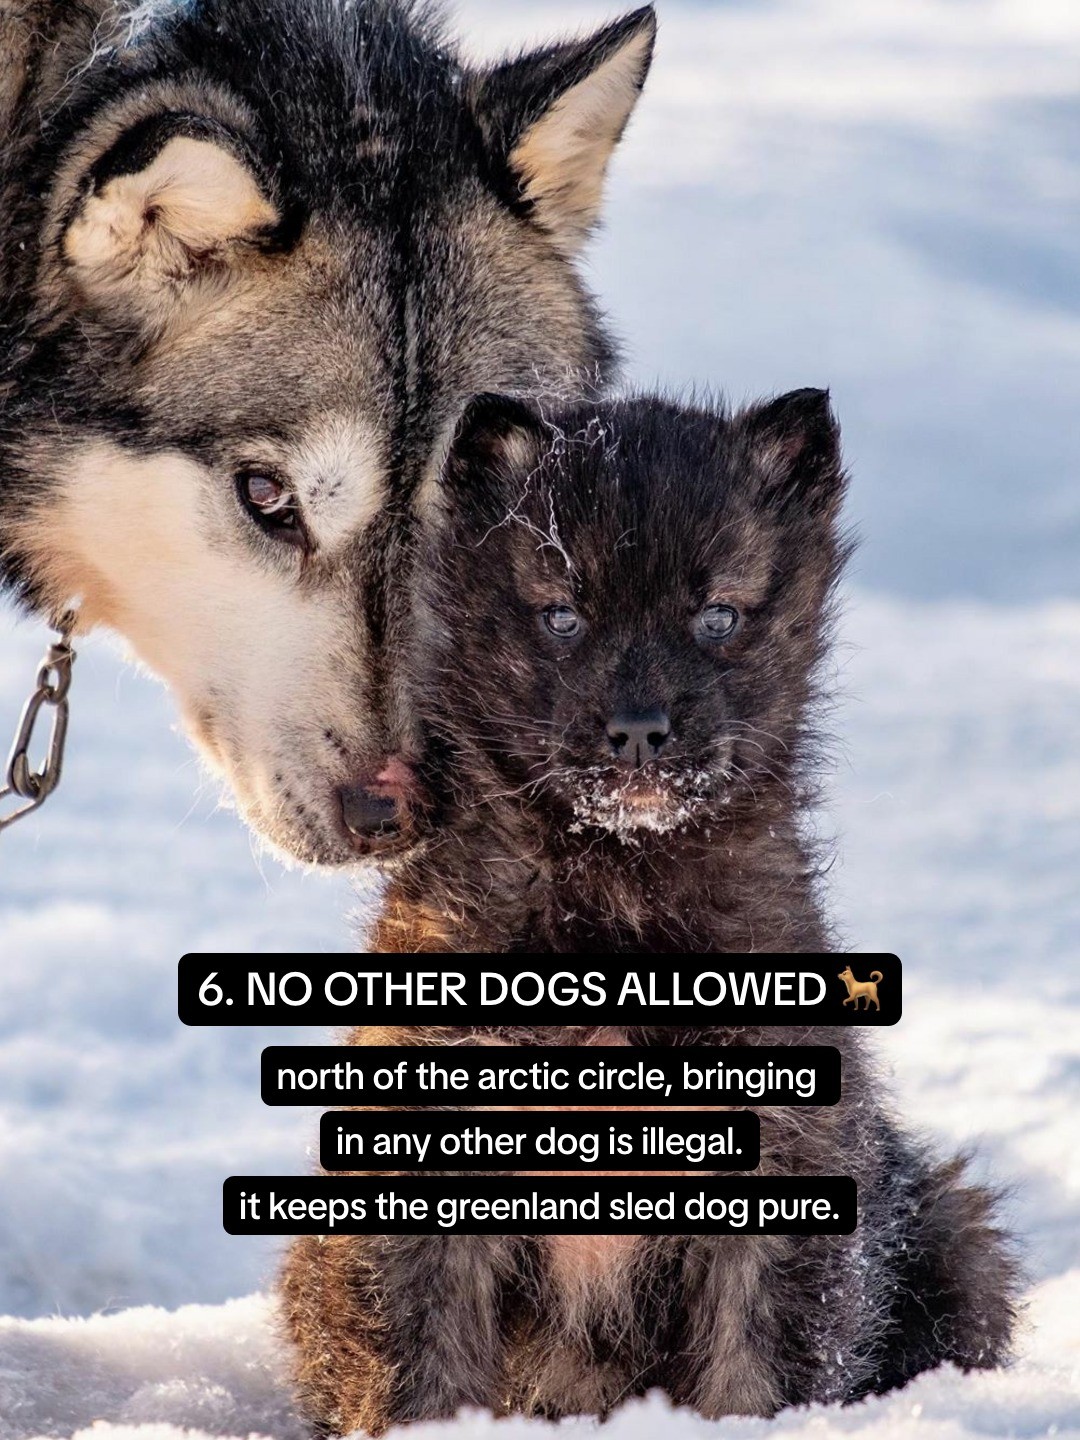 6. NO OTHER DOGS ALLOWED 🐕
north of the arctic circle, bringing
in any other dog is illegal.
it keeps the greenland sled dog pure.